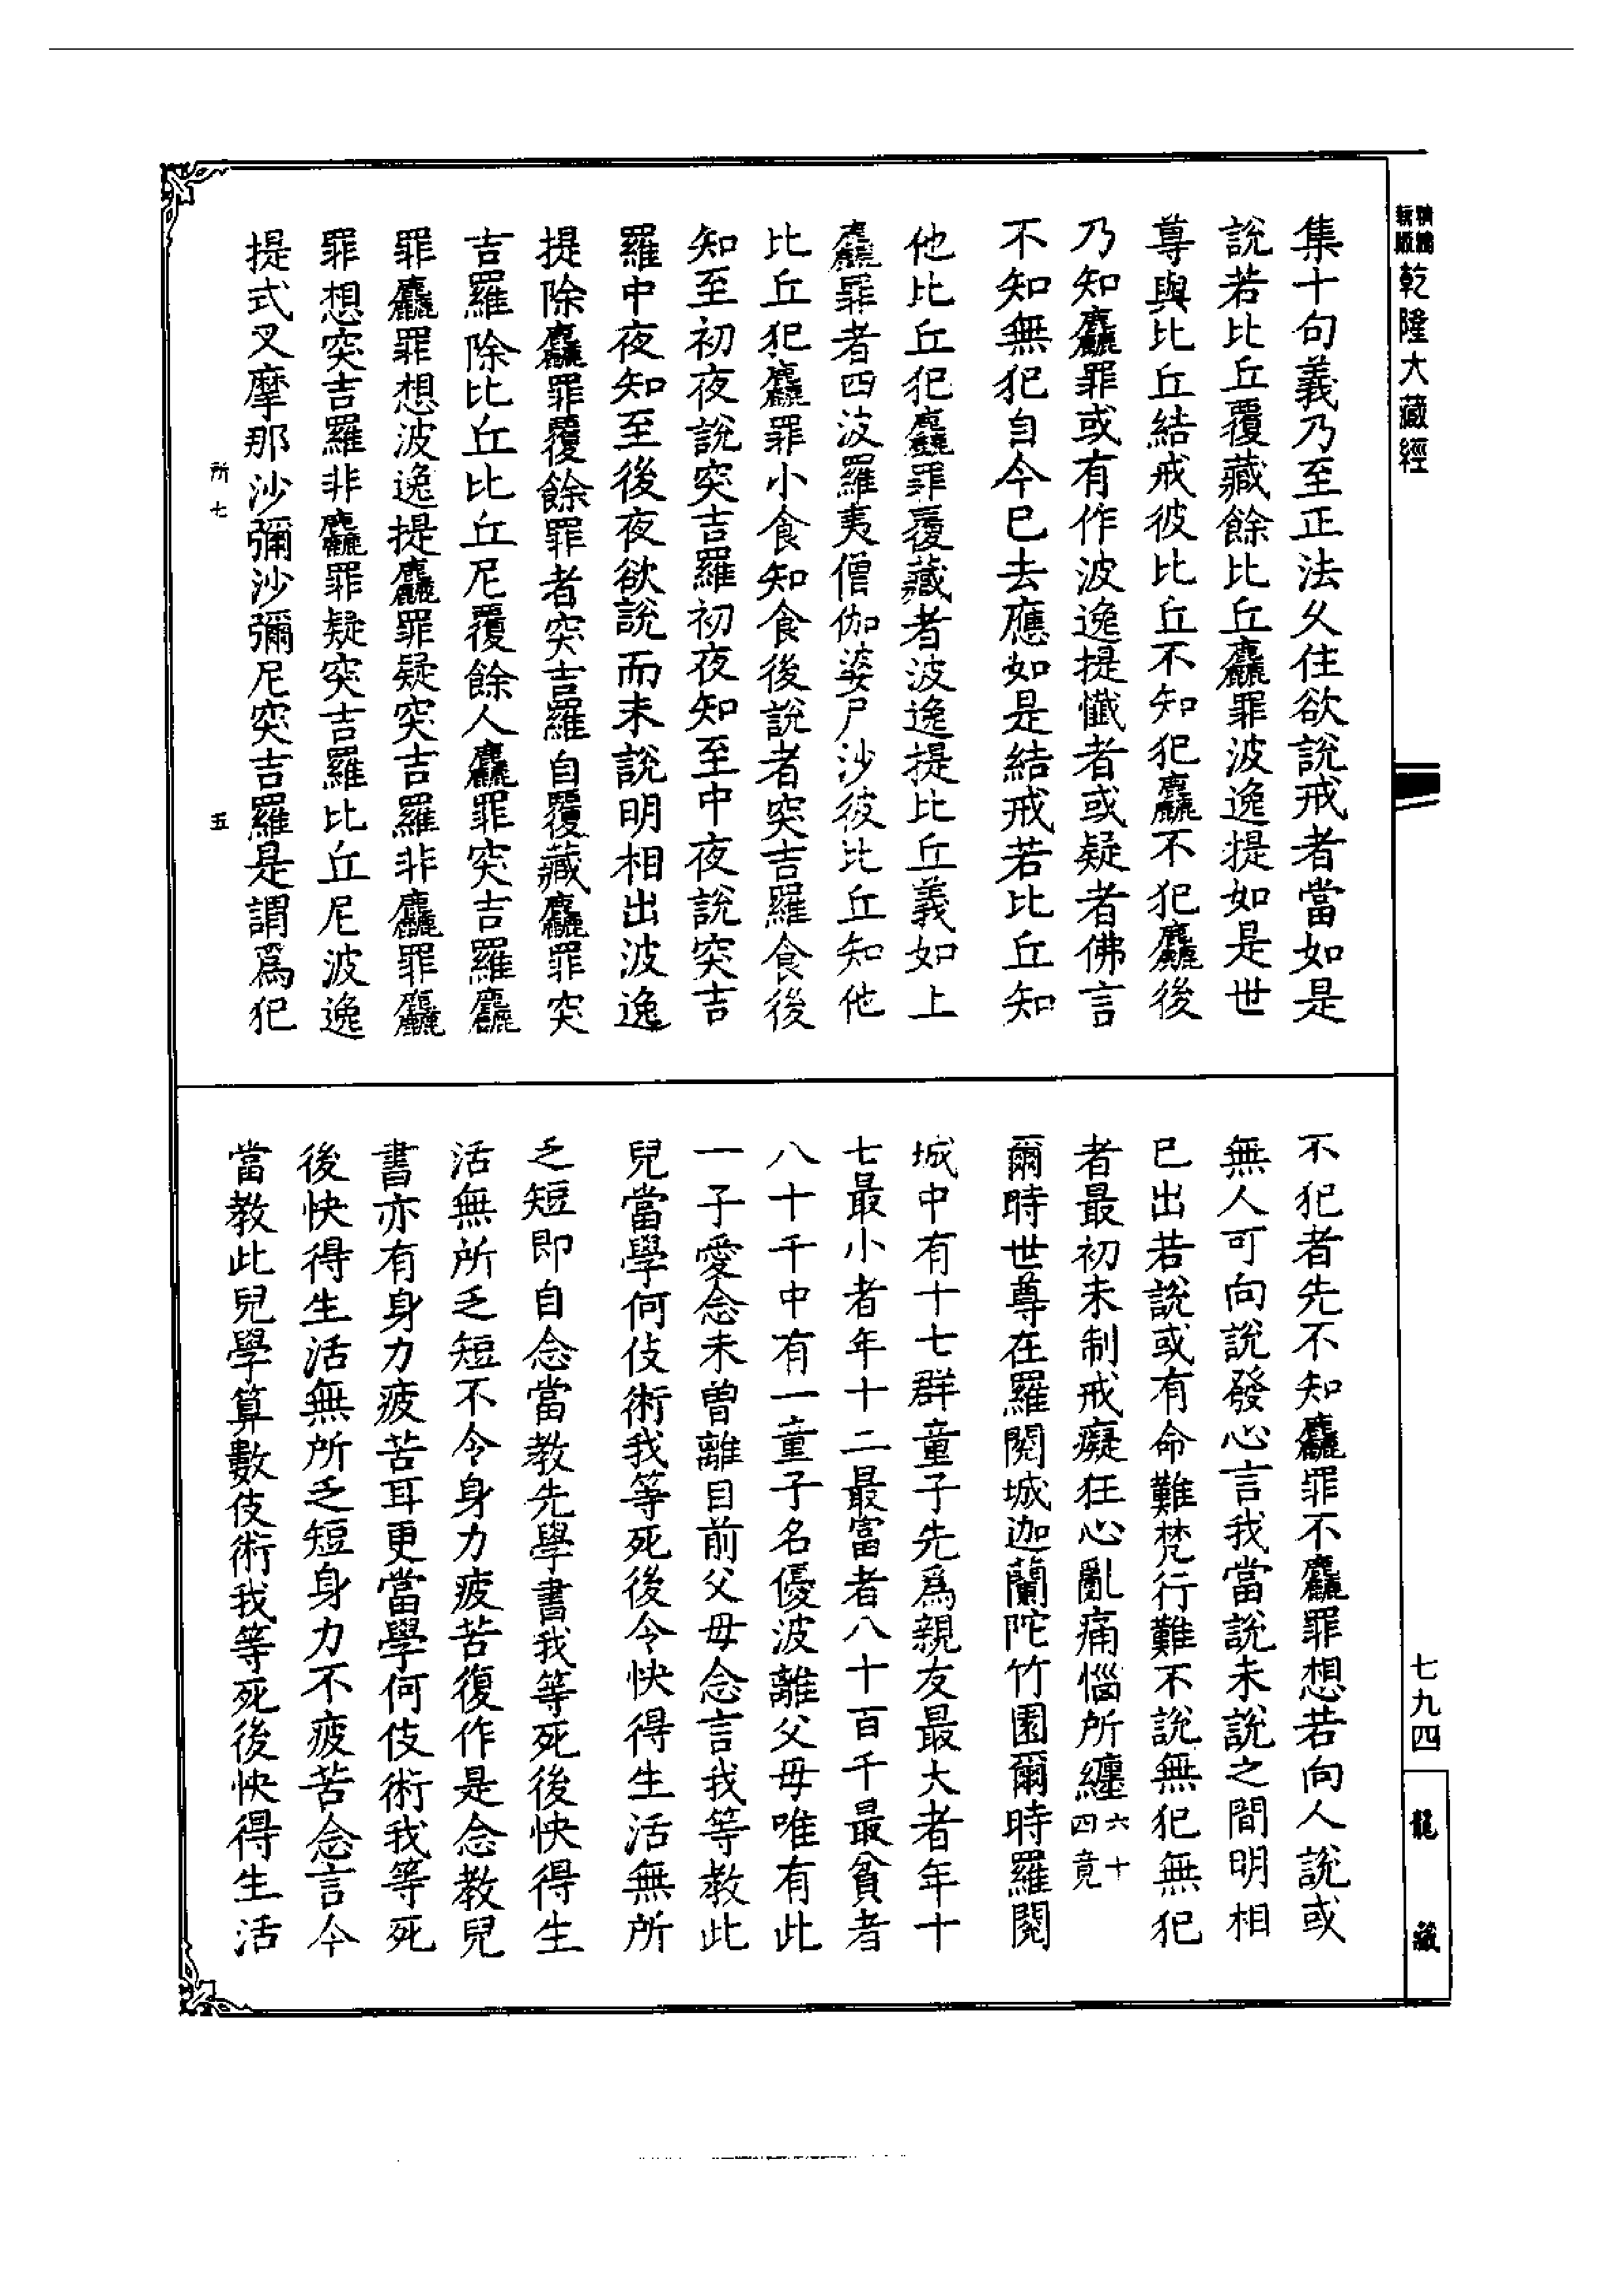 精編新版 乾隆大藏經
集十句義乃至正法久住欲說戒者當如是
說若比丘覆藏餘比丘麤罪波逸提如是世
尊與比丘結戒彼比丘不知犯麤不犯麤後
乃知麤罪或有作波逸提懺者或疑者佛言
不知無犯自今已去應如是結戒若比丘知
他比丘犯麤罪覆藏者波逸提比丘義如上
麤罪者四波羅夷僧伽婆尸沙彼比丘知他
比丘犯麤罪小食知食後說者突吉羅食後
知至初夜說突吉羅初夜知至中夜說突吉
羅中夜知至後夜欲說而未說明相出波逸
提除麤罪覆餘罪者突吉羅自覆藏麤罪突
吉羅除比丘比丘尼覆餘人麤罪突吉羅麤
罪麤罪想波逸提麤罪疑突吉羅非麤罪麤
罪想突吉羅非麤罪疑突吉羅比丘尼波逸
提式叉摩那沙彌沙彌尼突吉羅是謂為犯
所七 五
不犯者先不知麤罪不麤罪想若向人說或
無人可向說發心言我當說未說之間明相
已出若說或有命難梵行難不說無犯無犯
者最初未制戒癡狂心亂痛惱所纏六十四竟
爾時世尊在羅閱城迦蘭陀竹園爾時羅閱
城中有十七群童子先為親友最大者年十
七最小者年十二最富者八十百千最貧者
八十千中有一童子名優波離父母唯有此
一子愛念未曾離目前父母念言我等教此
兒當學何伎術我等死後令快得生活無所
乏短即自念當教先學書我等死後快得生
活無所乏短不令身力疲苦復作是念教兒
書亦有身力疲苦耳更當學何伎術我等死
後快得生活無所乏短身力不疲苦念言今
當教此兒學算數伎術我等死後快得生活
七九四
龍藏